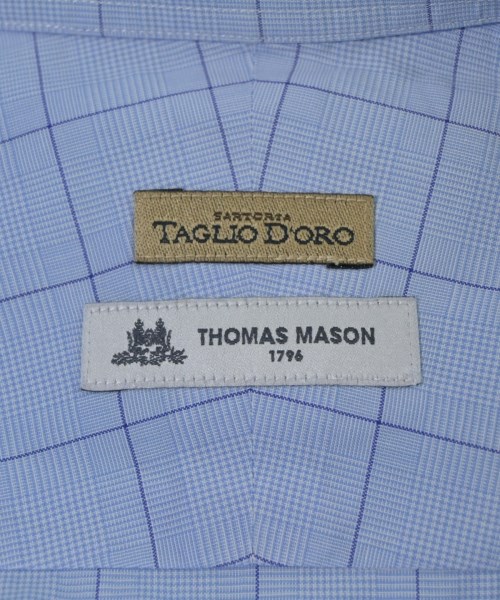 SARTORIA
TAGLIO D'ORO
THOMAS MASON
1796